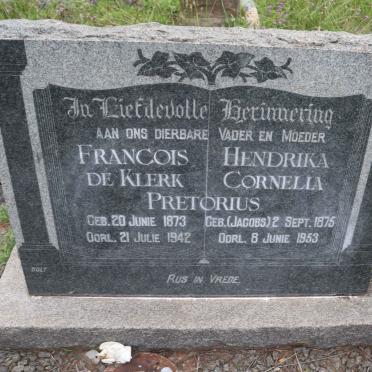 In Liefdevolle Herinnering
AAN ONS DIERBARE VADER EN MOEDER
FRANCOIS HENDRIKA
DE KLERK CORNELIA
PRETORIUS
GEB. 20 JUNIE 1873 GEB. (JACOBS) 2 SEPT. 1875
OORL. 21 JULIE 1942 OORL. 8 JUNIE 1953
RUS IN VREDE.
DOLT